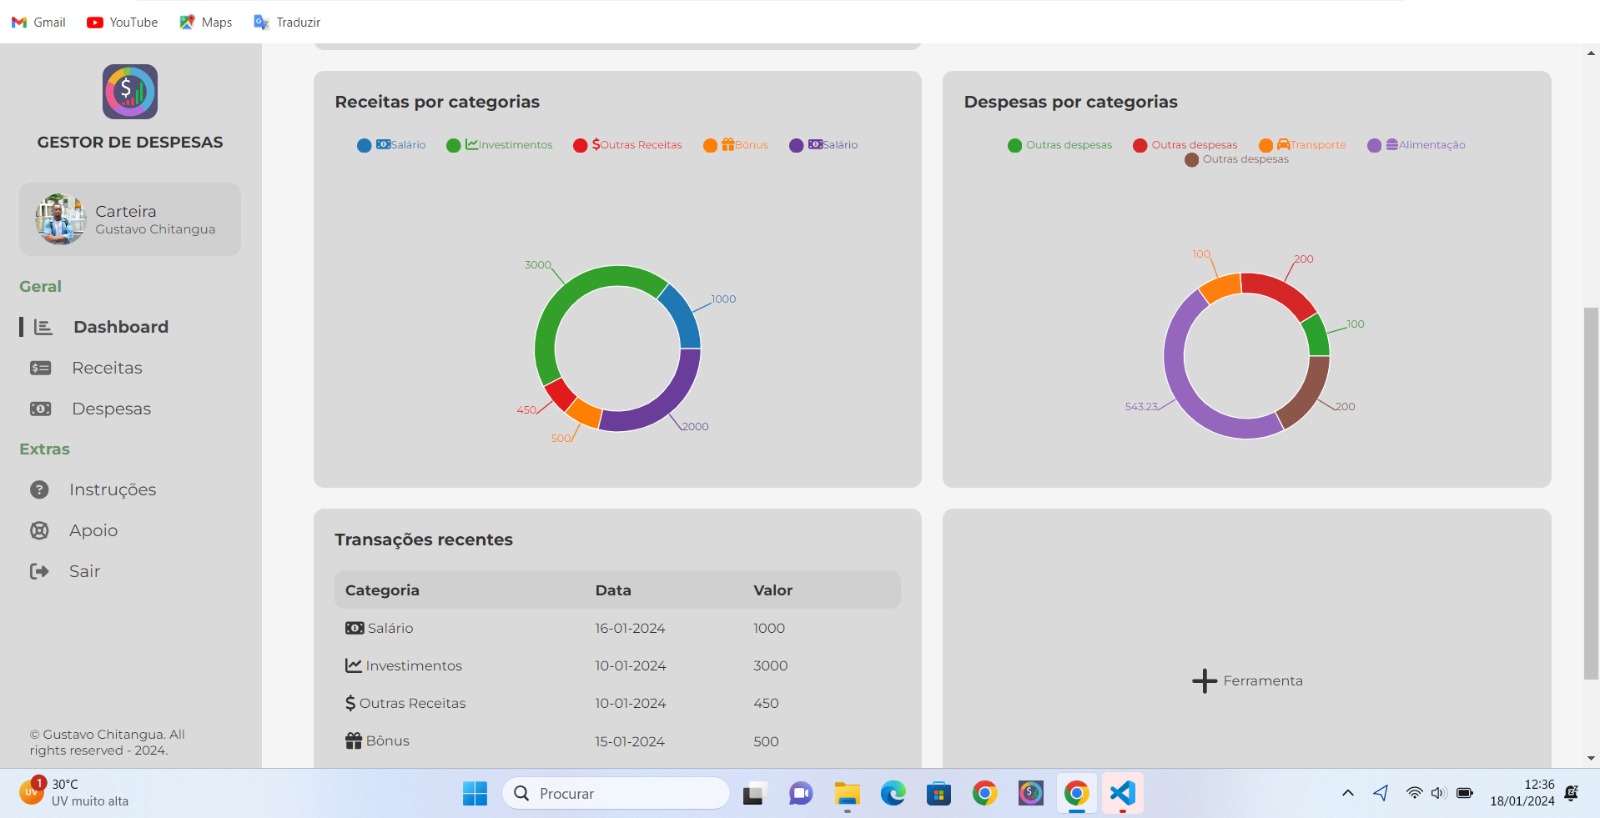 Gmail
YouTube
Maps
Traduzir
GESTOR DE DESPESAS
Carteira
Gustavo Chitangua
Geral
Dashboard
Receitas
Despesas
Extras
Instruções
Apoio
Sair
© Gustavo Chitangua. All
rights reserved - 2024.
Receitas por categorias
Salário Investimentos $Outras Receitas Bônus Salário
3000
1000
450
500
2000
Despesas por categorias
Outras despesas Outras despesas Transporte Alimentação
Outras despesas
100
200
100
543.23
200
Transações recentes
Categoria Data Valor
Salário 16-01-2024 1000
Investimentos 10-01-2024 3000
$ Outras Receitas 10-01-2024 450
Bônus 15-01-2024 500
Ferramenta
UV
1
30°C
UV muito alta
Procurar
12:36
18/01/2024